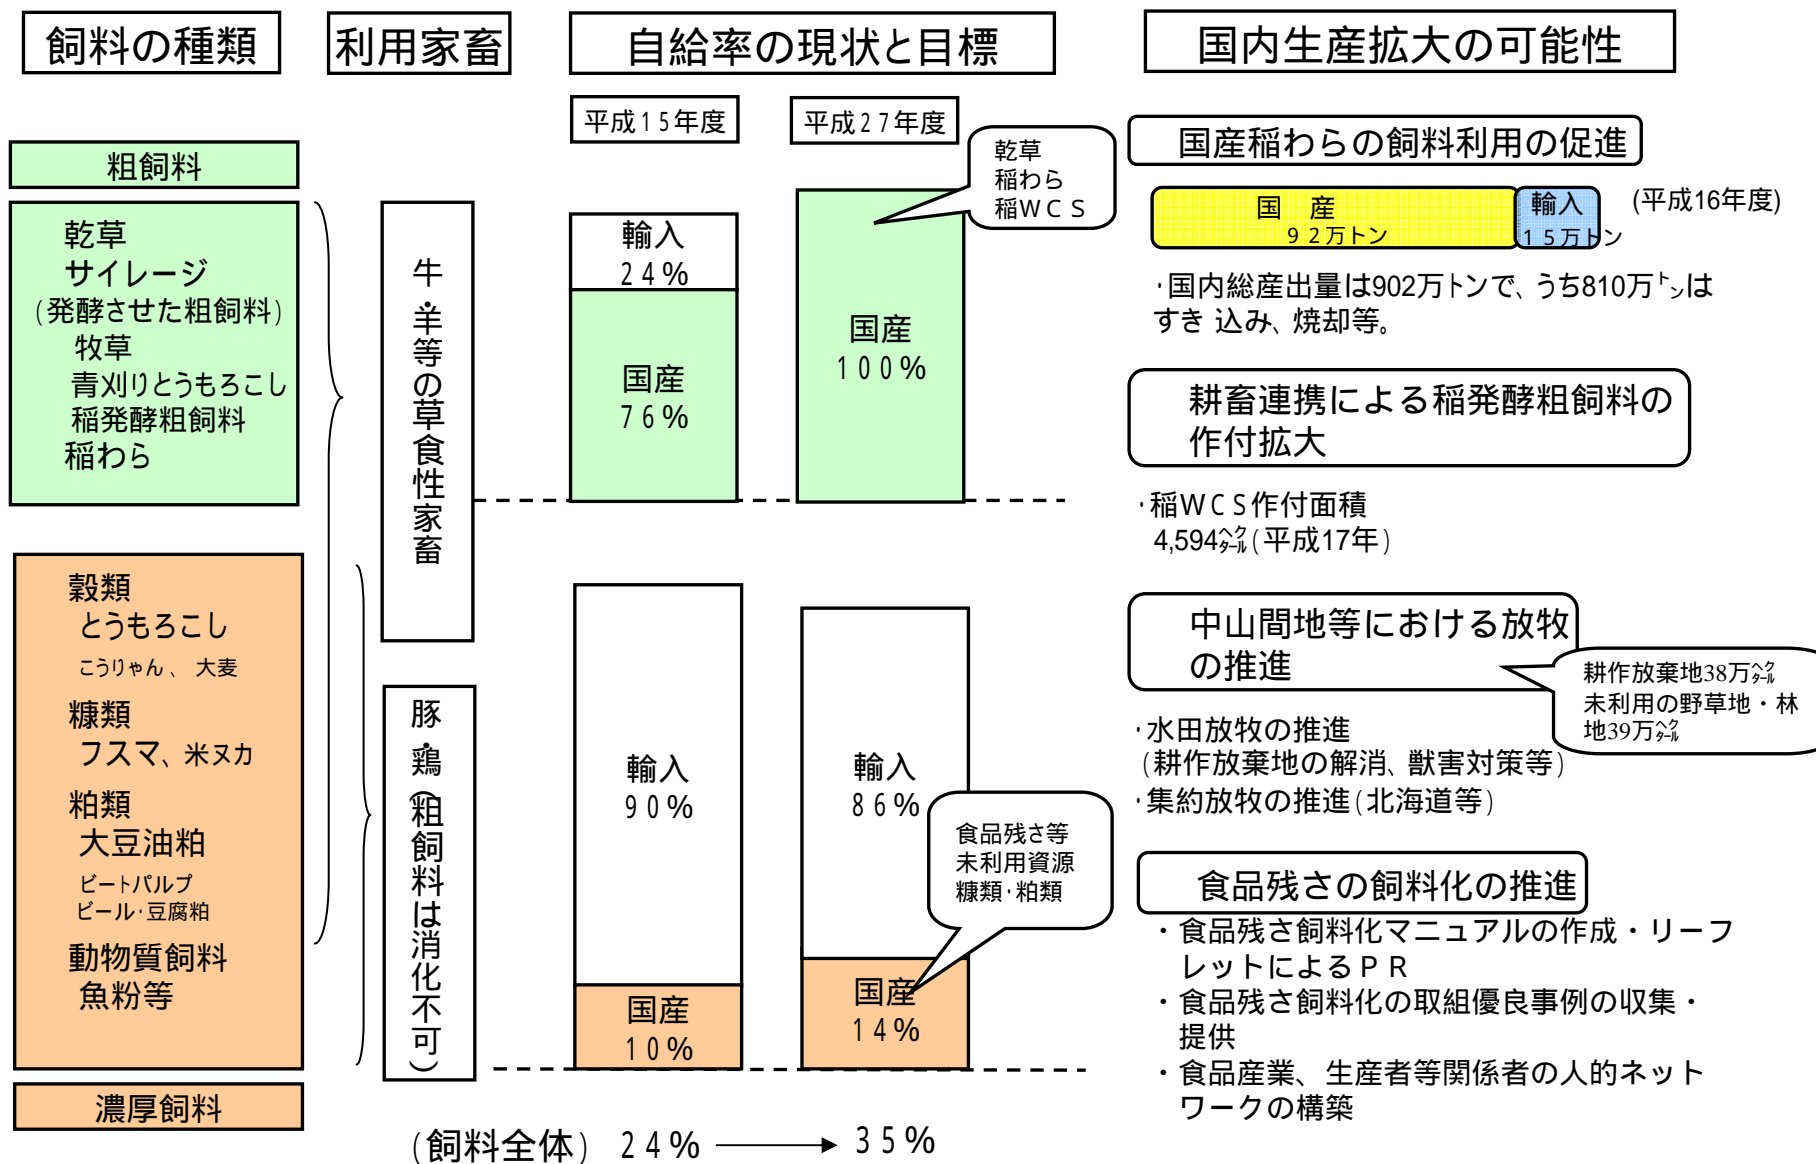 飼料の種類
利用家畜
自給率の現状と目標
国内生産拡大の可能性
平成15年度
平成27年度
粗飼料
乾草
サイレージ
(発酵させた粗飼料)
牧草
青刈りとうもろこし
稲発酵粗飼料
稲わら
穀類
とうもろこし
こうりゃん、大麦
糠類
フスマ、米ヌカ
粕類
大豆油粕
ビートパルプ
ビール・豆腐粕
動物質飼料
魚粉等
濃厚飼料
牛・羊等の草食性家畜
豚・鶏(粗飼料は消化不可)
輸入
24%
国産
76%
国産
100%
乾草
稲わら
稲WCS
輸入
90%
国産
10%
輸入
86%
国産
14%
食品残さ等
未利用資源
糠類・粕類
(飼料全体) 24% → 35%
国産稲わらの飼料利用の促進
国 産
92万トン
輸入
15万トン
(平成16年度)
・国内総産出量は902万トンで、うち810万トンは
すき 込み、焼却等。
耕畜連携による稲発酵粗飼料の
作付拡大
・稲WCS作付面積
4,594ヘクタール(平成17年)
中山間地等における放牧
の推進
耕作放棄地38万ヘクタール
未利用の野草地・林
地39万ヘクタール
・水田放牧の推進
(耕作放棄地の解消、獣害対策等)
・集約放牧の推進(北海道等)
食品残さの飼料化の推進
・食品残さ飼料化マニュアルの作成・リーフ
レットによるPR
・食品残さ飼料化の取組優良事例の収集・
提供
・食品産業、生産者等関係者の人的ネット
ワークの構築